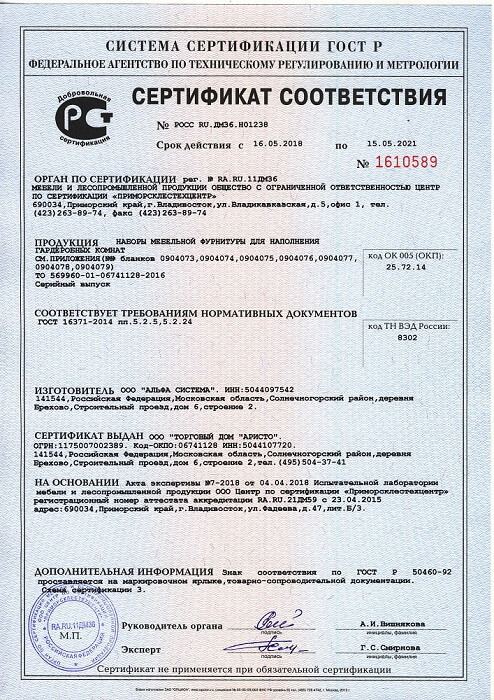 СИСТЕМА СЕРТИФИКАЦИИ ГОСТ Р
ФЕДЕРАЛЬНОЕ АГЕНТСТВО ПО ТЕХНИЧЕСКОМУ РЕГУЛИРОВАНИЮ И МЕТРОЛОГИИ
Добровольная
сертификация
СЕРТИФИКАТ СООТВЕТСТВИЯ
№ РОСС RU.ДМ36.Н01238
Срок действия с 16.05.2018 по 15.05.2021
№ 1610589
ОРГАН ПО СЕРТИФИКАЦИИ рег. № RA.RU.11ДМ36
МЕБЕЛИ И ЛЕСОПРОМЫШЛЕННОЙ ПРОДУКЦИИ ОБЩЕСТВО С ОГРАНИЧЕННОЙ ОТВЕТСТВЕННОСТЬЮ ЦЕНТР
ПО СЕРТИФИКАЦИИ «ПРИМОРСКЛЕСТЕХЦЕНТР»
690034,Приморский край,г.Владивосток,ул.Владикавкавская,д.5,офис 1, тел.
(423)263-89-74, факс (423)263-89-74
ПРОДУКЦИЯ НАБОРЫ МЕБЕЛЬНОЙ ФУРНИТУРЫ ДЛЯ НАПОЛНЕНИЯ
ГАРДЕРОБНЫХ КОМНАТ
СМ.ПРИЛОЖЕНИЯ(№№ бланков 0904073,0904074,0904075,0904076,0904077,
0904078,0904079)
ТО 569960-01-06741128-2016
Серийный выпуск
код ОК 005 (ОКП):
25.72.14
СООТВЕТСТВУЕТ ТРЕБОВАНИЯМ НОРМАТИВНЫХ ДОКУМЕНТОВ
ГОСТ 16371-2014 пп.5.2.5,5.2.24
код ТН ВЭД России:
8302
ИЗГОТОВИТЕЛЬ ООО "АЛЬФА СИСТЕМА". ИНН:5044097542
141544,Российская Федерация,Московская область,Солнечногорский район,деревня
Брехово,Строительный проезд,дом 6,строение 2.
СЕРТИФИКАТ ВЫДАН ООО "ТОРГОВЫЙ ДОМ "АРИСТО".
ОГРН:1175007002389. Код-ОКПО:06741128 ИНН:5044107720.
141544,Российская Федерация,Московская область,Солнечногорский район,деревня
Брехово,Строительный проезд,дом 6,строение 2,тел.(495)504-37-41
НА ОСНОВАНИИ Акта экспертизы №7-2018 от 04.04.2018 Испытательной лаборатории
мебели и лесопромышленной продукции ООО Центр по сертификации «Приморсклестехцентр»
регистрационный номер аттестата аккредитации RA.RU.21ДМ59 с 23.04.2015
адрес:690034,Приморский край,г.Владивосток,ул.Фадеева,д.47,лит.Б/3.
ДОПОЛНИТЕЛЬНАЯ ИНФОРМАЦИЯ Знак соответствия по ГОСТ Р 50460-92
проставляется на маркировочном ярлыке,товарно-сопроводительной документации.
Схема сертификации 3.
RA.RU.11ДМ36
М.П.
РОССИЙСКАЯ ФЕДЕРАЦИЯ
Руководитель органа
подпись
А.И.Вишнякова
инициалы, фамилия
Эксперт
подпись
Г.С.Смирнова
инициалы, фамилия
Сертификат не применяется при обязательной сертификации